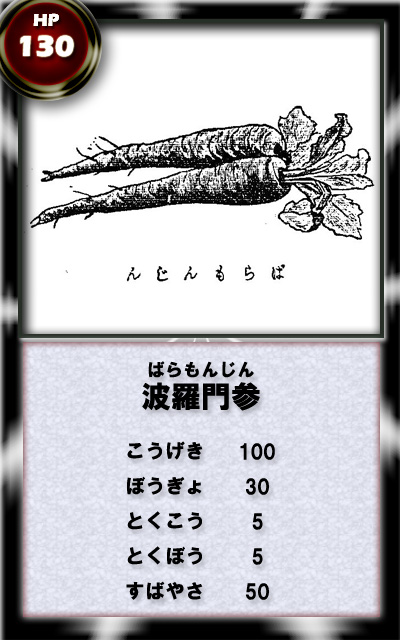 HP
130
んじんもらば
ばらもんじん
波羅門参
こうげき 100
ぼうぎょ 30
とくこう 5
とくぼう 5
すばやさ 50